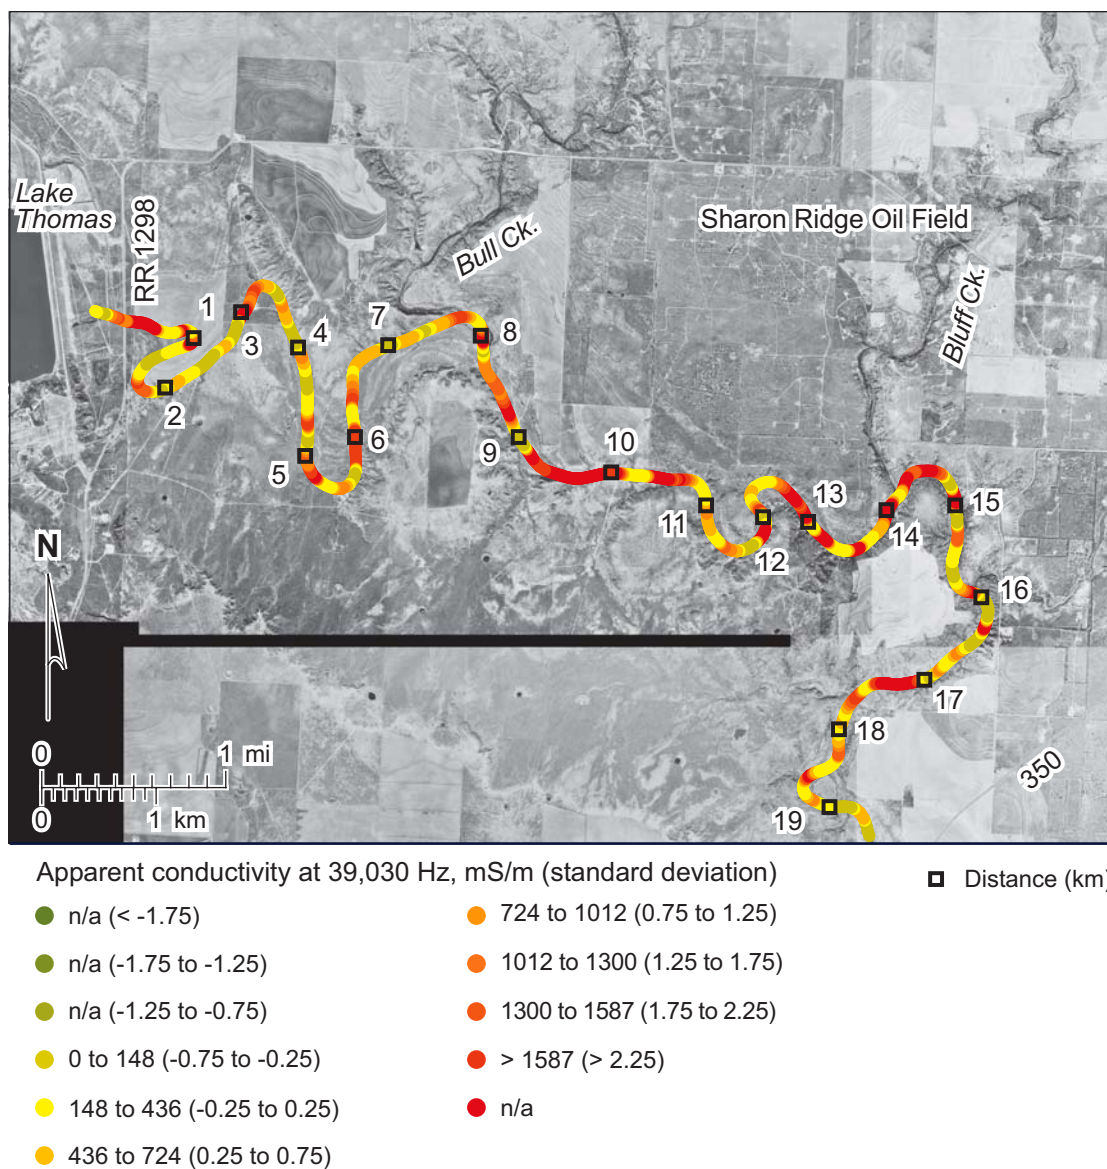 Lake
Thomas
RR 1298
Bull Ck.
Sharon Ridge Oil Field
Bluff Ck.
1
2
3
4
5
6
7
8
9
10
11
12
13
14
15
16
17
18
19
350
N
0 1 mi
0 1 km
Apparent conductivity at 39,030 Hz, mS/m (standard deviation)
Distance (km)
n/a (< -1.75)
n/a (-1.75 to -1.25)
n/a (-1.25 to -0.75)
0 to 148 (-0.75 to -0.25)
148 to 436 (-0.25 to 0.25)
436 to 724 (0.25 to 0.75)
724 to 1012 (0.75 to 1.25)
1012 to 1300 (1.25 to 1.75)
1300 to 1587 (1.75 to 2.25)
> 1587 (> 2.25)
n/a